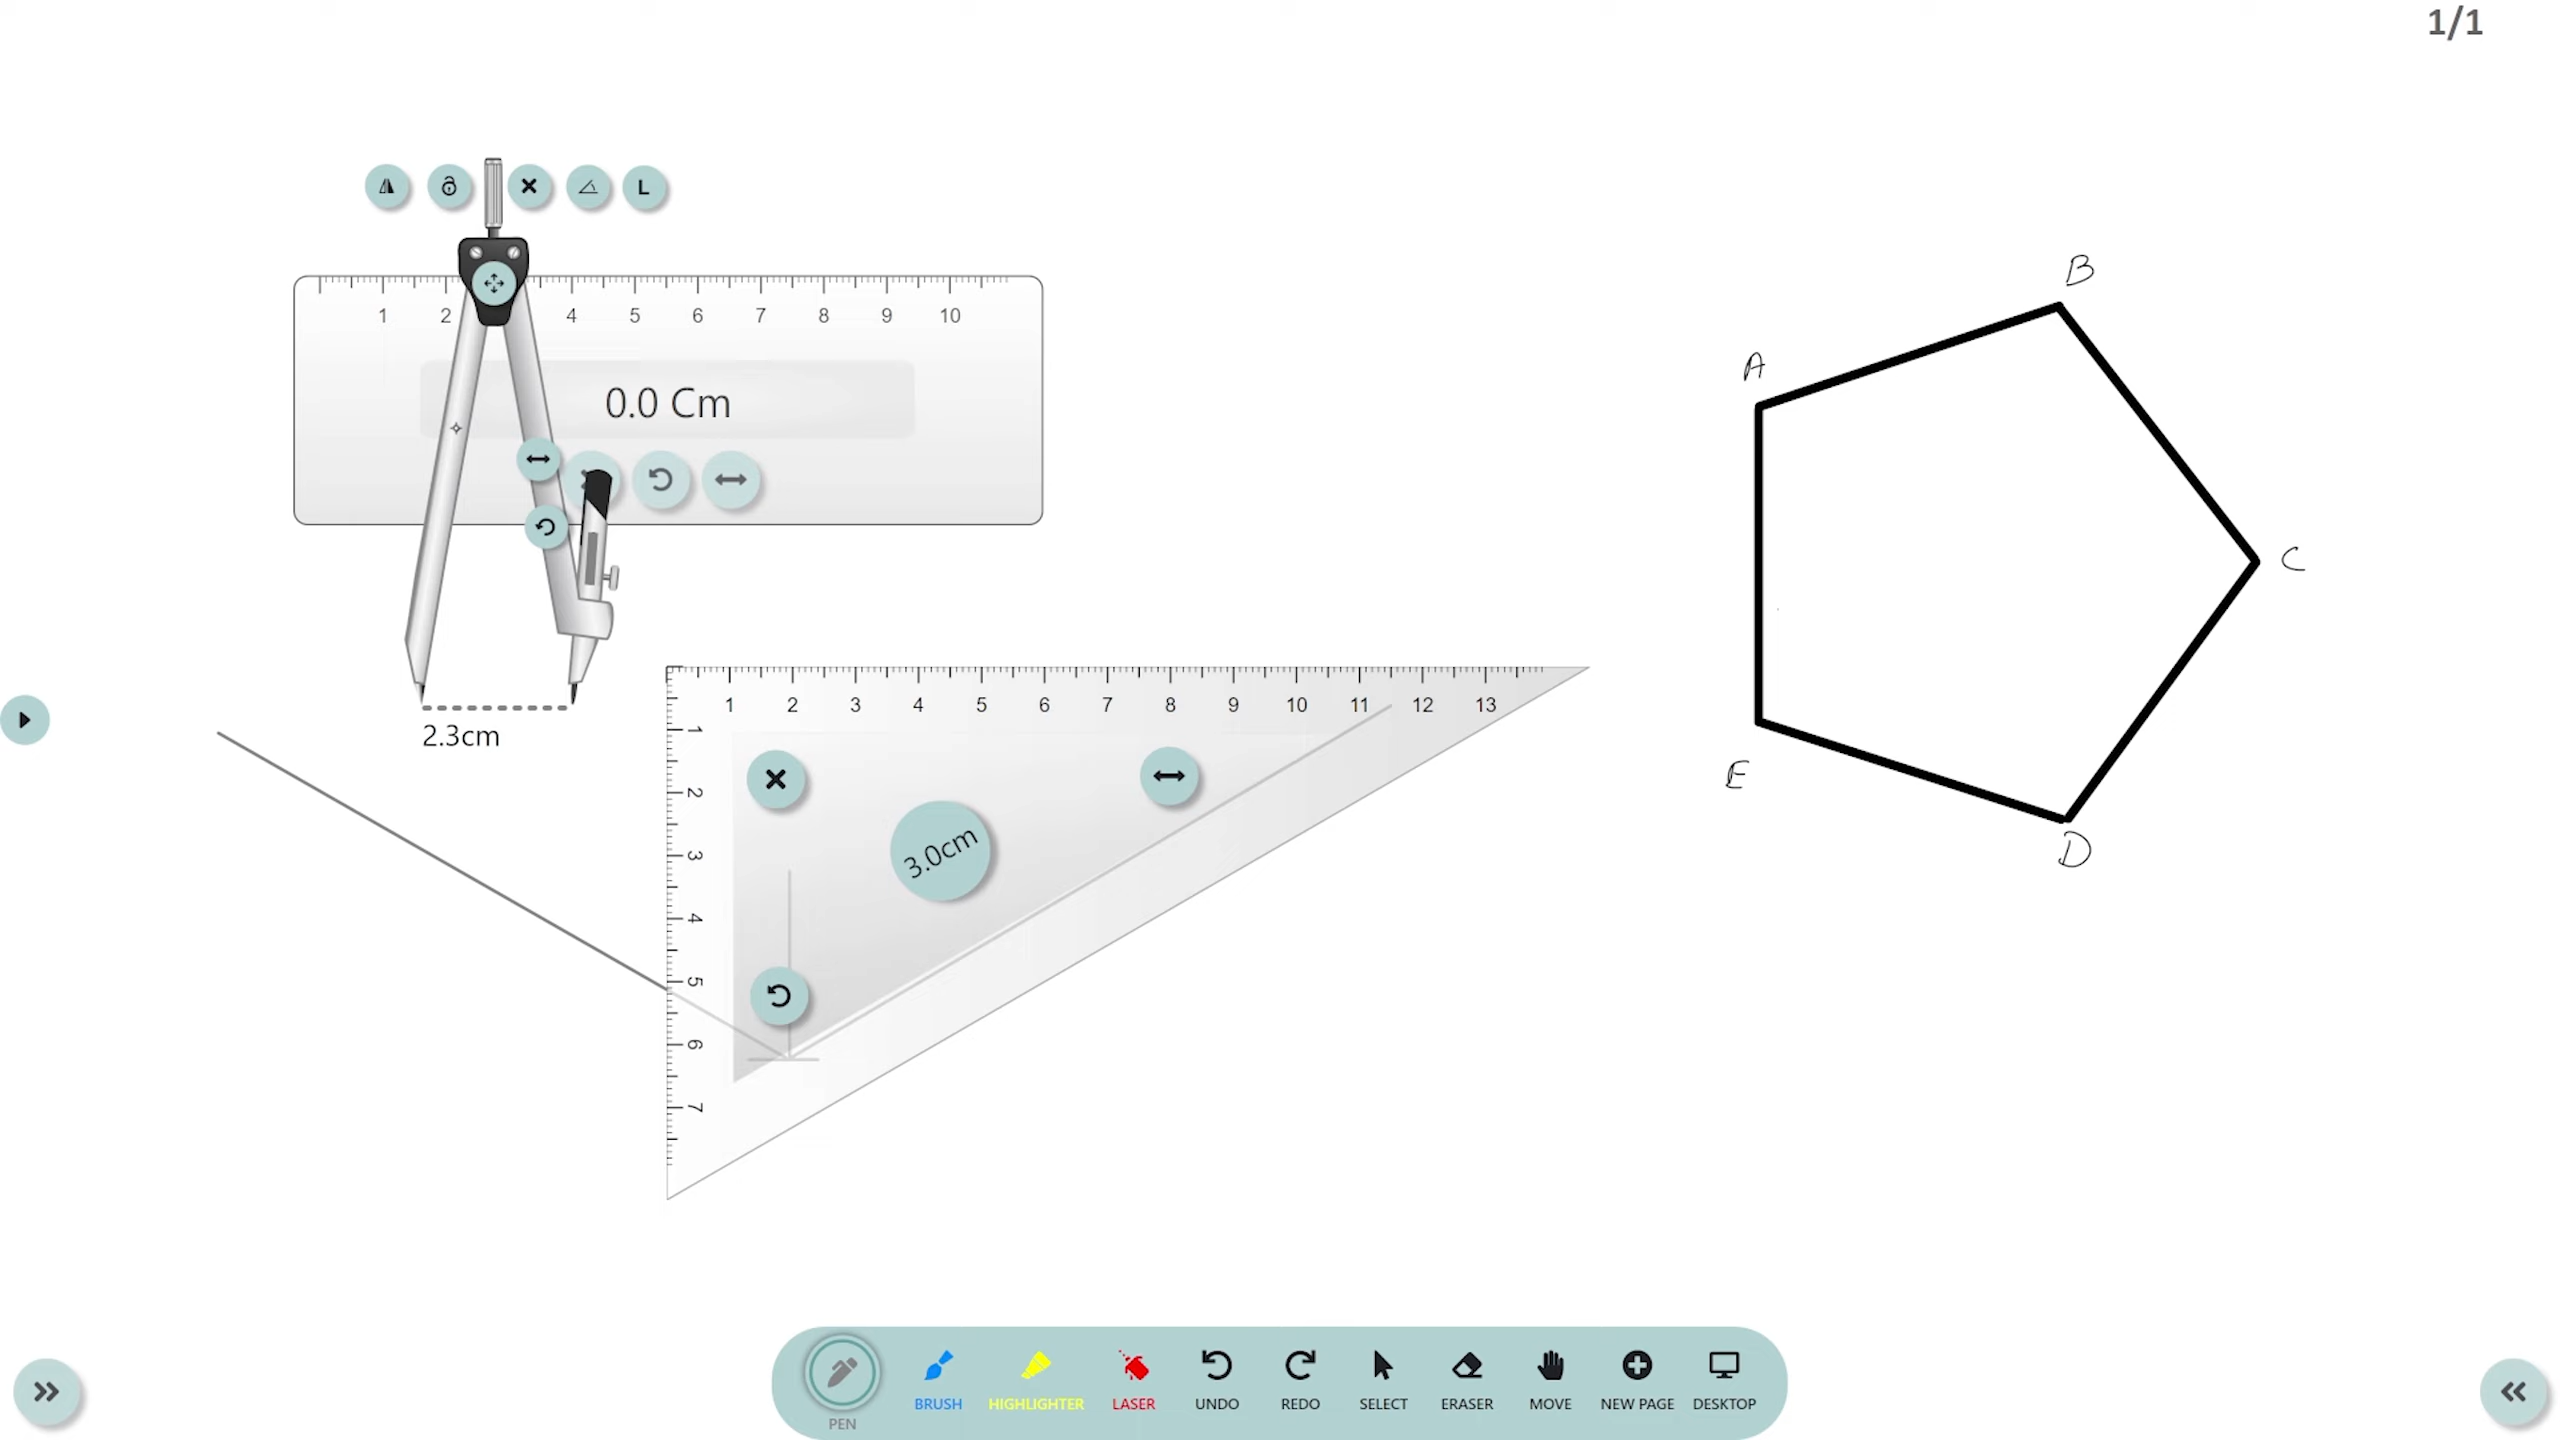 1/1
L
1 2 4 5 6 7 8 9 10
0.0 Cm
2.3cm
1 2 3 4 5 6 7 8 9 10 11 12 13
1
2
3
4
5
6
7
3.0cm
B
A
C
E
D
PEN
BRUSH
HIGHLIGHTER
LASER
UNDO
REDO
SELECT
ERASER
MOVE
NEW PAGE
DESKTOP